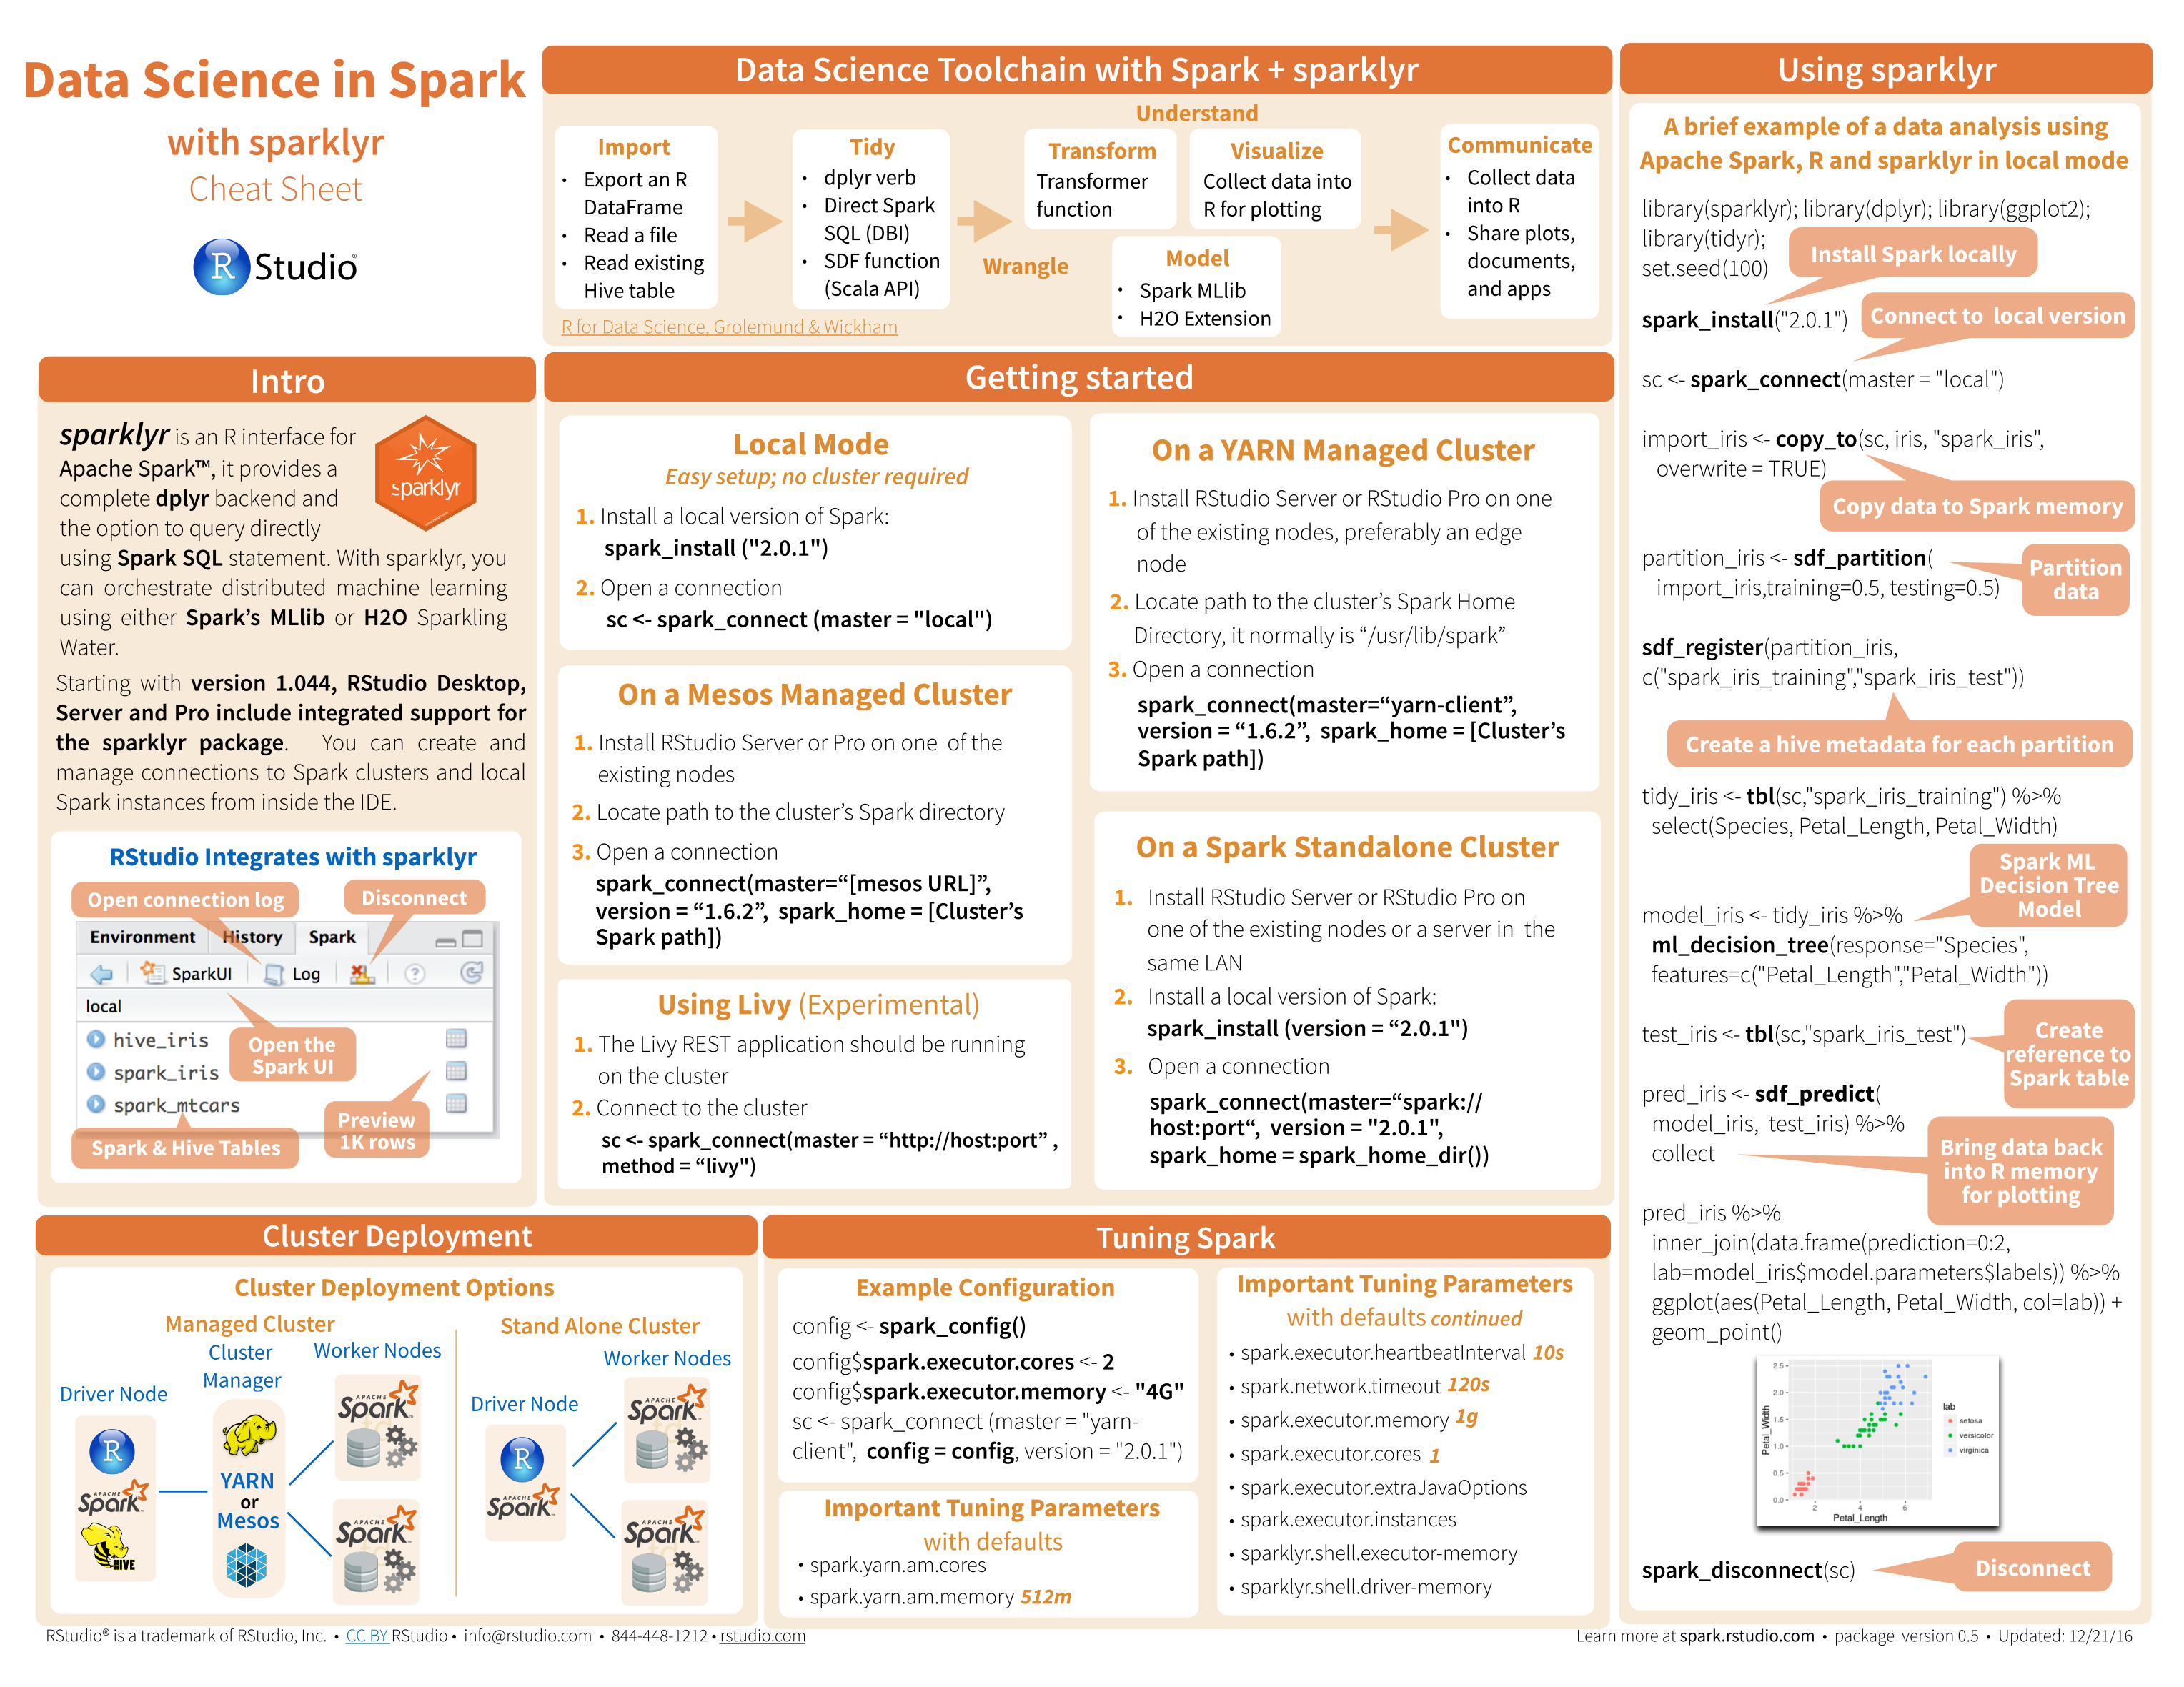 Data Science in Spark
with sparklyr
Cheat Sheet
R Studio®
Data Science Toolchain with Spark + sparklyr
Understand
Import
• Export an R
DataFrame
• Read a file
• Read existing
Hive table
Tidy
• dplyr verb
• Direct Spark
SQL (DBI)
• SDF function
(Scala API)
Transform
Transformer
function
Visualize
Collect data into
R for plotting
Wrangle
Model
• Spark MLlib
• H2O Extension
Communicate
• Collect data
into R
• Share plots,
documents,
and apps
R for Data Science, Grolemund & Wickham
Intro
sparklyr is an R interface for
Apache Spark™, it provides a
complete dplyr backend and
the option to query directly
using Spark SQL statement. With sparklyr, you
can orchestrate distributed machine learning
using either Spark's MLlib or H2O Sparkling
Water.
sparklyr
Starting with version 1.044, RStudio Desktop,
Server and Pro include integrated support for
the sparklyr package. You can create and
manage connections to Spark clusters and local
Spark instances from inside the IDE.
RStudio Integrates with sparklyr
Open connection log
Disconnect
Environment History Spark
SparkUI Log
local
hive_iris
spark_iris
spark_mtcars
Open the
Spark UI
Preview
1K rows
Spark & Hive Tables
Getting started
Local Mode
Easy setup; no cluster required
1. Install a local version of Spark:
spark_install ("2.0.1")
2. Open a connection
sc <- spark_connect (master = "local")
On a Mesos Managed Cluster
1. Install RStudio Server or Pro on one of the
existing nodes
2. Locate path to the cluster's Spark directory
3. Open a connection
spark_connect(master=“[mesos URL]”,
version = “1.6.2”, spark_home = [Cluster’s
Spark path])
Using Livy (Experimental)
1. The Livy REST application should be running
on the cluster
2. Connect to the cluster
sc <- spark_connect(master = “http://host:port” ,
method = “livy")
On a YARN Managed Cluster
1. Install RStudio Server or RStudio Pro on one
of the existing nodes, preferably an edge
node
2. Locate path to the cluster’s Spark Home
Directory, it normally is “/usr/lib/spark”
3. Open a connection
spark_connect(master=“yarn-client”,
version = “1.6.2”, spark_home = [Cluster’s
Spark path])
On a Spark Standalone Cluster
1. Install RStudio Server or RStudio Pro on
one of the existing nodes or a server in the
same LAN
2. Install a local version of Spark:
spark_install (version = “2.0.1")
3. Open a connection
spark_connect(master=“spark://
host:port“, version = "2.0.1",
spark_home = spark_home_dir())
Cluster Deployment
Cluster Deployment Options
Managed Cluster
Driver Node
Cluster
Manager
Worker Nodes
R
APACHE Spark™
HIVE
YARN
or
Mesos
APACHE Spark™
APACHE Spark™
Stand Alone Cluster
Driver Node
Worker Nodes
R
APACHE Spark™
APACHE Spark™
APACHE Spark™
Tuning Spark
Example Configuration
config <- spark_config()
config$spark.executor.cores <- 2
config$spark.executor.memory <- "4G"
sc <- spark_connect (master = "yarn-
client", config = config, version = "2.0.1")
Important Tuning Parameters
with defaults
• spark.yarn.am.cores
• spark.yarn.am.memory 512m
Important Tuning Parameters
with defaults continued
• spark.executor.heartbeatInterval 10s
• spark.network.timeout 120s
• spark.executor.memory 1g
• spark.executor.cores 1
• spark.executor.extraJavaOptions
• spark.executor.instances
• sparklyr.shell.executor-memory
• sparklyr.shell.driver-memory
Using sparklyr
A brief example of a data analysis using
Apache Spark, R and sparklyr in local mode
library(sparklyr); library(dplyr); library(ggplot2);
library(tidyr);
set.seed(100)
Install Spark locally
spark_install("2.0.1")
Connect to local version
sc <- spark_connect(master = "local")
import_iris <- copy_to(sc, iris, "spark_iris",
overwrite = TRUE)
Copy data to Spark memory
partition_iris <- sdf_partition(
import_iris,training=0.5, testing=0.5)
Partition
data
sdf_register(partition_iris,
c("spark_iris_training","spark_iris_test"))
Create a hive metadata for each partition
tidy_iris <- tbl(sc,"spark_iris_training") %>%
select(Species, Petal_Length, Petal_Width)
Spark ML
Decision Tree
Model
model_iris <- tidy_iris %>%
ml_decision_tree(response="Species",
features=c("Petal_Length","Petal_Width"))
test_iris <- tbl(sc,"spark_iris_test")
Create
reference to
Spark table
pred_iris <- sdf_predict(
model_iris, test_iris) %>%
collect
Bring data back
into R memory
for plotting
pred_iris %>%
inner_join(data.frame(prediction=0:2,
lab=model_iris$model.parameters$labels)) %>%
ggplot(aes(Petal_Length, Petal_Width, col=lab)) +
geom_point()
Petal_Width
2.5
2.0
1.5
1.0
0.5
0.0
2 4 6
Petal_Length
lab
setosa
versicolor
virginica
spark_disconnect(sc)
Disconnect
RStudio® is a trademark of RStudio, Inc. • CC BY RStudio • info@rstudio.com • 844-448-1212 • rstudio.com
Learn more at spark.rstudio.com • package version 0.5 • Updated: 12/21/16